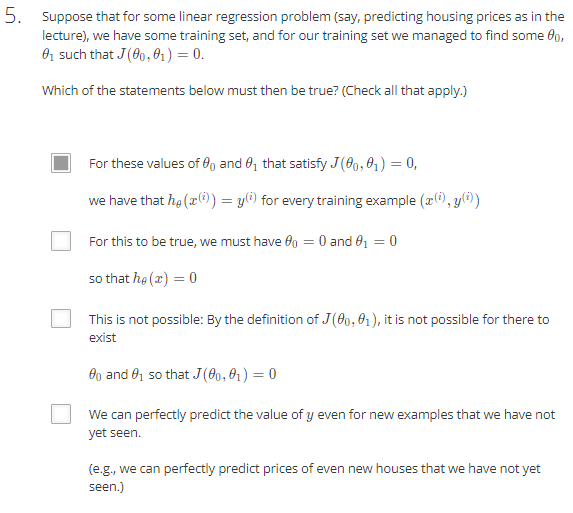 5. Suppose that for some linear regression problem (say, predicting housing prices as in the
lecture), we have some training set, and for our training set we managed to find some θ₀,
θ₁ such that J(θ₀, θ₁) = 0.
Which of the statements below must then be true? (Check all that apply.)
For these values of θ₀ and θ₁ that satisfy J(θ₀, θ₁) = 0,
we have that h_θ(x^(i)) = y^(i) for every training example (x^(i), y^(i))
For this to be true, we must have θ₀ = 0 and θ₁ = 0
so that h_θ(x) = 0
This is not possible: By the definition of J(θ₀, θ₁), it is not possible for there to
exist
θ₀ and θ₁ so that J(θ₀, θ₁) = 0
We can perfectly predict the value of y even for new examples that we have not
yet seen.
(e.g., we can perfectly predict prices of even new houses that we have not yet
seen.)